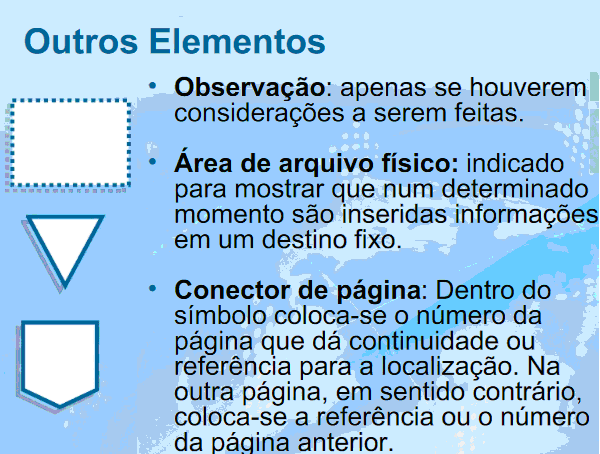 Outros Elementos
• Observação: apenas se houverem
considerações a serem feitas.
• Área de arquivo físico: indicado
para mostrar que num determinado
momento são inseridas informações
em um destino fixo.
• Conector de página: Dentro do
símbolo coloca-se o número da
página que dá continuidade ou
referência para a localização. Na
outra página, em sentido contrário,
coloca-se a referência ou o número
da página anterior.